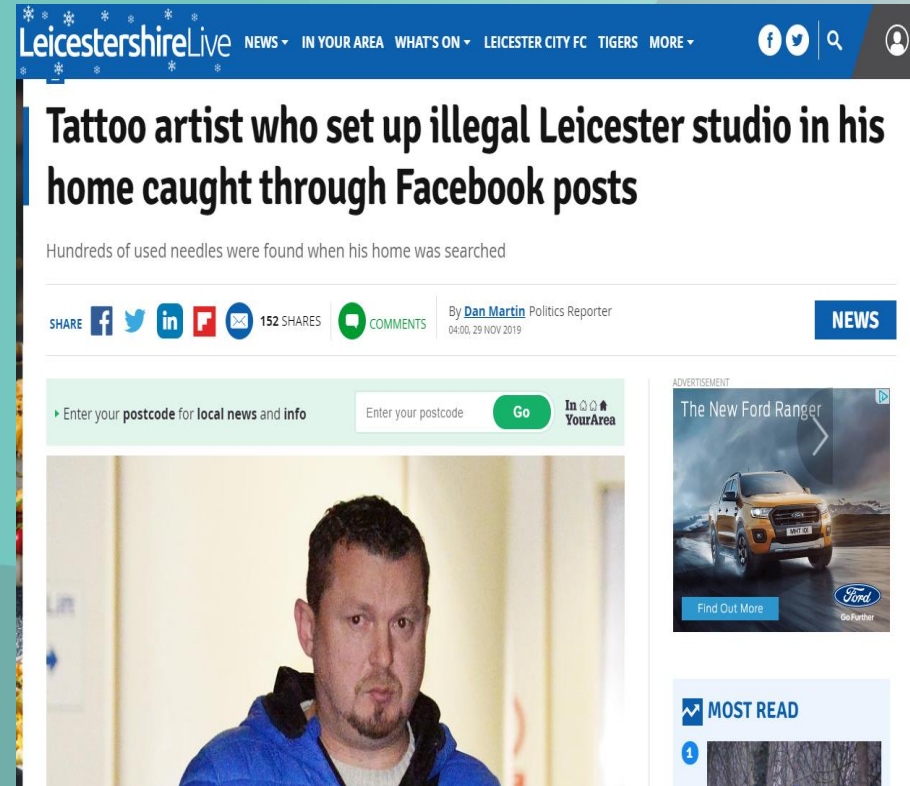 LeicestershireLive NEWS IN YOUR AREA WHAT'S ON LEICESTER CITY FC TIGERS MORE
Tattoo artist who set up illegal Leicester studio in his
home caught through Facebook posts
Hundreds of used needles were found when his home was searched
SHARE 152 SHARES COMMENTS
By Dan Martin Politics Reporter
04:00, 29 NOV 2019
NEWS
Enter your postcode for local news and info
Enter your postcode Go In YourArea
ADVERTISEMENT
The New Ford Ranger
WHT 101
Find Out More
Ford
Go Further
Lift
MOST READ
1